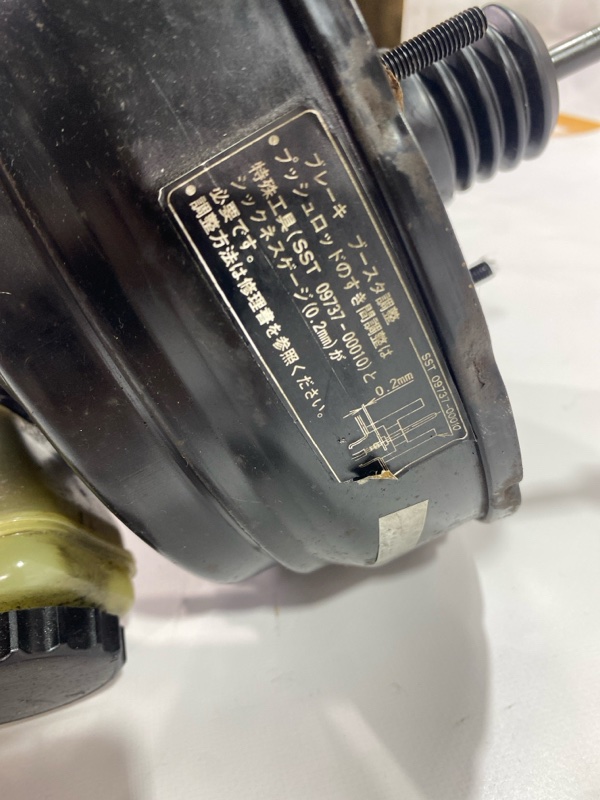 ブレーキ ブースタ調整
• プッシュロッドのすき間調整は
特殊工具(SST 09737-00010)と
シックネスゲージ(0.2mm)が
必要です。
• 調整方法は修理書を参照ください。
SST 09737-00010
0.2mm